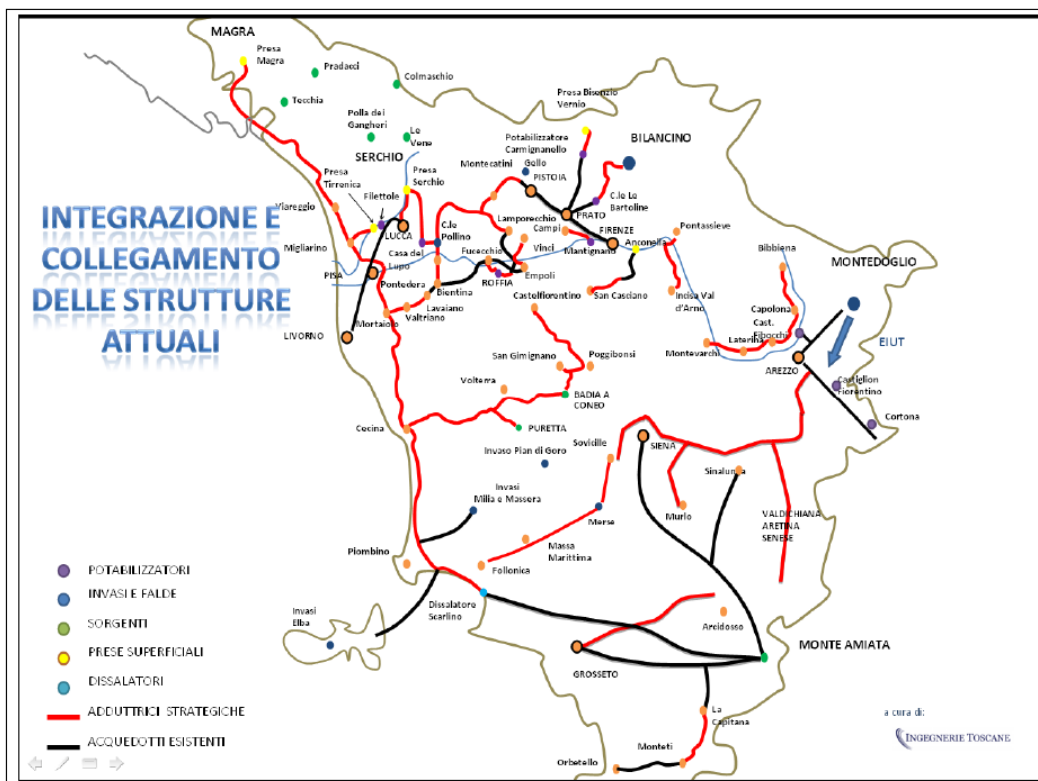 MAGRA
Presa
Magra
Pradacci
Colmaschio
Tecchia
Polla dei
Gangheri
Le
Vene
SERCHIO
Presa
Serchio
Presa
Tirrenica
Filettole
Viareggio
Migliarino
LUCCA
PISA
Casa del
Lupo
Pontedera
C.le
Pollino
Montecatini
Gello
PISTOIA
Potabilizzatore
Carmignanello
Presa Bisenzio
Vernio
BILANCINO
C.le Le
Bartoline
PRATO
FIRENZE
Lamporecchio
Campi
Vinci
Mantignano
Anconella
Pontassieve
Fucecchio
ROFFIA
Empoli
Bientina
Lavaiano
Valtriano
Mortaiolo
LIVORNO
Castelfiorentino
San Casciano
Incisa Val
d'Arno
Bibbiena
MONTEDOGLIO
Capolona
Cast.
Fibocchi
Laterina
Montevarchi
EIUT
AREZZO
Castiglion
Fiorentino
Cortona
San Gimignano
Poggibonsi
Volterra
BADIA A
CONEO
PURETTA
Cecina
Sovicille
SIENA
Invaso Pian di Goro
Invasi
Milia e Massera
Sinalunga
Merse
Murlo
VALDICHIANA
ARETINA
SENESE
Massa
Marittima
Piombino
Follonica
Dissalatore
Scarlino
Invasi
Elba
Arcidosso
MONTE AMIATA
GROSSETO
La
Capitana
Monteti
Orbetello
INTEGRAZIONE E
COLLEGAMENTO
DELLE STRUTTURE
ATTUALI
POTABILIZZATORI
INVASI E FALDE
SORGENTI
PRESE SUPERFICIALI
DISSALATORI
ADDUTTRICI STRATEGICHE
ACQUEDOTTI ESISTENTI
a cura di:
INGEGNERIE TOSCANE